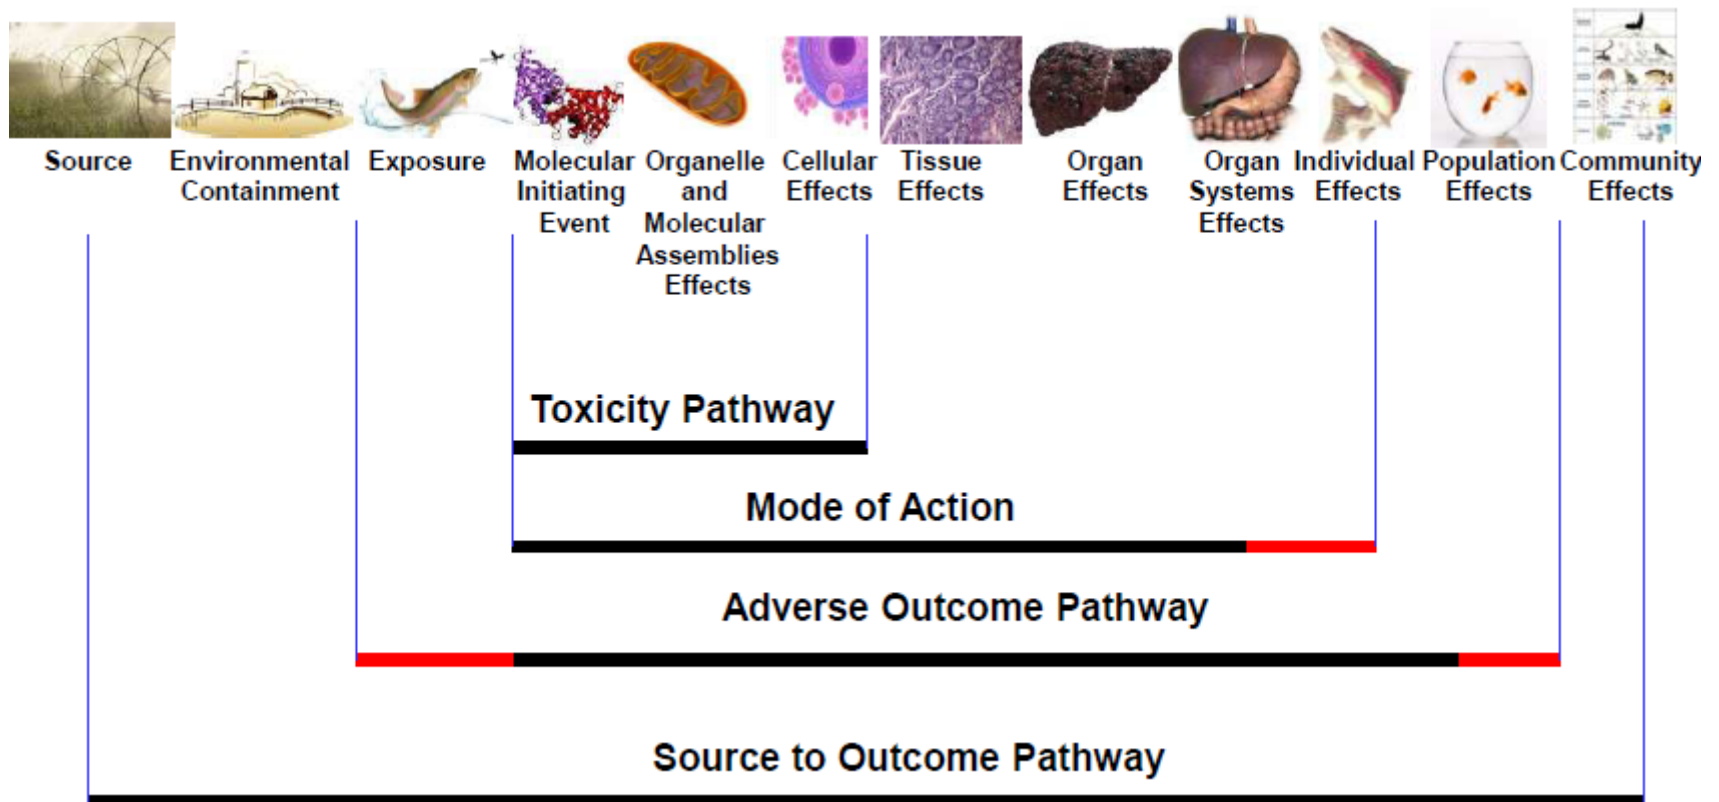 Source
Environmental
Containment
Exposure
Molecular
Initiating
Event
Organelle
and
Molecular
Assemblies
Effects
Cellular
Effects
Tissue
Effects
Organ
Effects
Organ
Systems
Effects
Individual
Effects
Population
Effects
Community
Effects
Toxicity Pathway
Mode of Action
Adverse Outcome Pathway
Source to Outcome Pathway